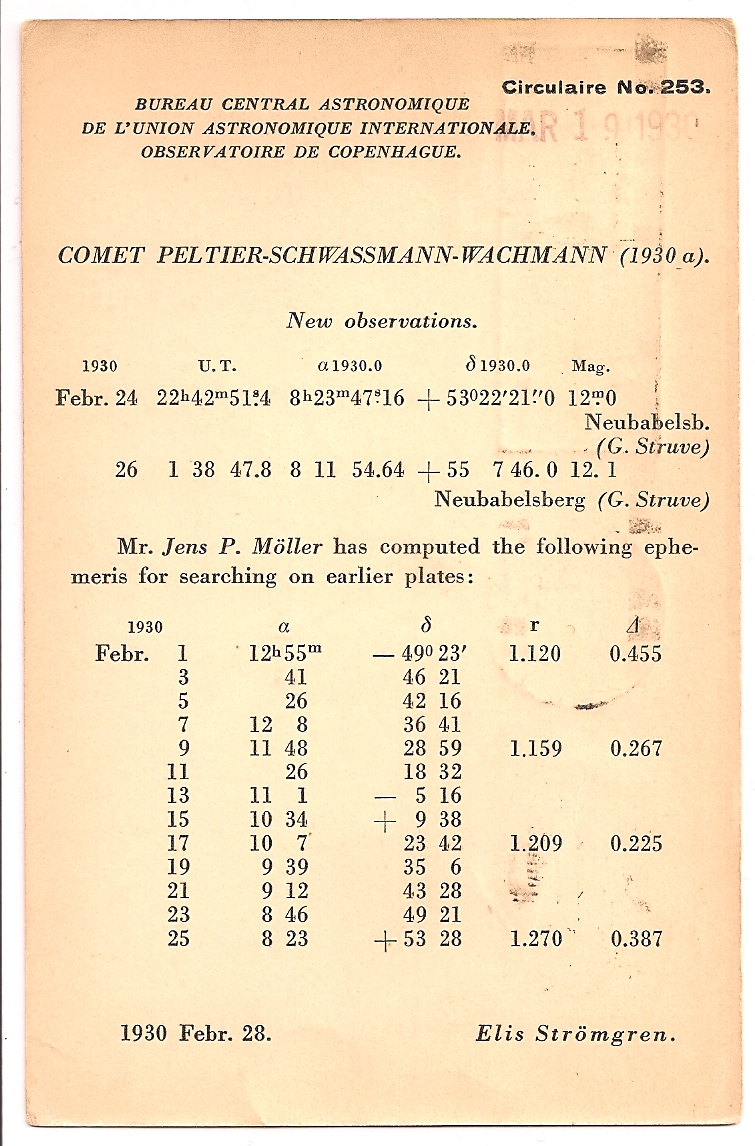 Circulaire No. 253.
BUREAU CENTRAL ASTRONOMIQUE
DE L'UNION ASTRONOMIQUE INTERNATIONALE.
OBSERVATOIRE DE COPENHAGUE.
MAR 19 1930
COMET PELTIER-SCHWASSMANN-WACHMANN (1930 a).
New observations.
1930 U.T. α1930.0 δ1930.0 Mag.
Febr. 24 22h42m51s.4 8h23m47s.16 + 53°22′21″.0 12m.0
Neubabelsb.
(G. Struve)
26 1 38 47.8 8 11 54.64 + 55 7 46.0 12.1
Neubabelsberg (G. Struve)
Mr. Jens P. Möller has computed the following ephe-
meris for searching on earlier plates:
1930 α δ r Δ
Febr. 1 12h55m — 49° 23′ 1.120 0.455
3 41 46 21
5 26 42 16
7 12 8 36 41
9 11 48 28 59 1.159 0.267
11 26 18 32
13 11 1 — 5 16
15 10 34 + 9 38
17 10 7 23 42 1.209 0.225
19 9 39 35 6
21 9 12 43 28
23 8 46 49 21
25 8 23 + 53 28 1.270 0.387
1930 Febr. 28. Elis Strömgren.